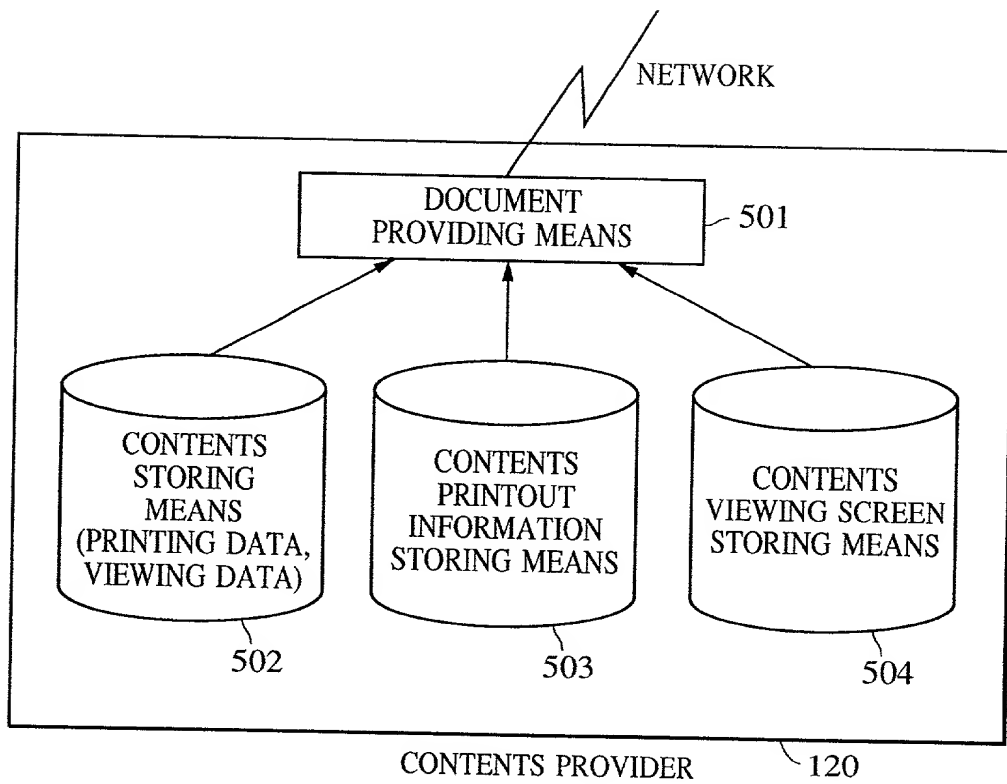 NETWORK
DOCUMENT
PROVIDING MEANS
501
CONTENTS
STORING
MEANS
(PRINTING DATA,
VIEWING DATA)
CONTENTS
PRINTOUT
INFORMATION
STORING MEANS
CONTENTS
VIEWING SCREEN
STORING MEANS
502
503
504
CONTENTS PROVIDER
120